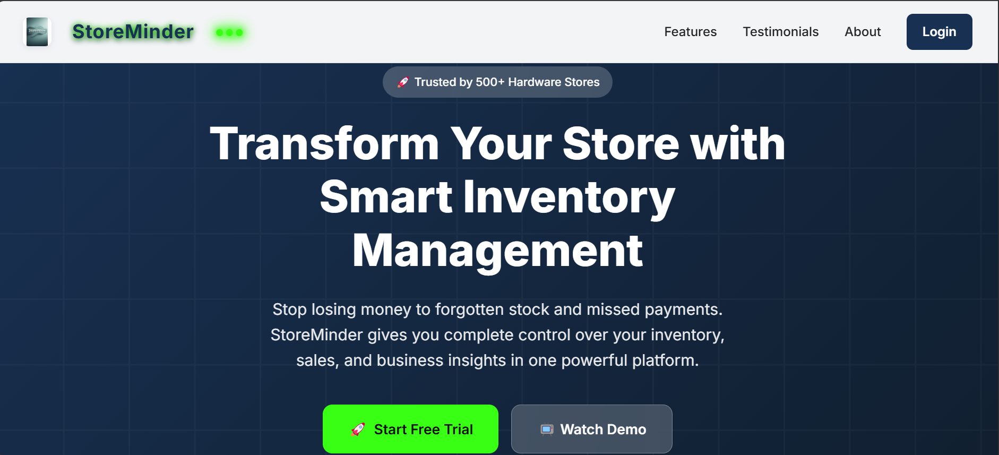 StoreMinder
StoreMinder
Features
Testimonials
About
Login
🚀 Trusted by 500+ Hardware Stores
Transform Your Store with
Smart Inventory
Management
Stop losing money to forgotten stock and missed payments.
StoreMinder gives you complete control over your inventory,
sales, and business insights in one powerful platform.
🚀 Start Free Trial
📺 Watch Demo